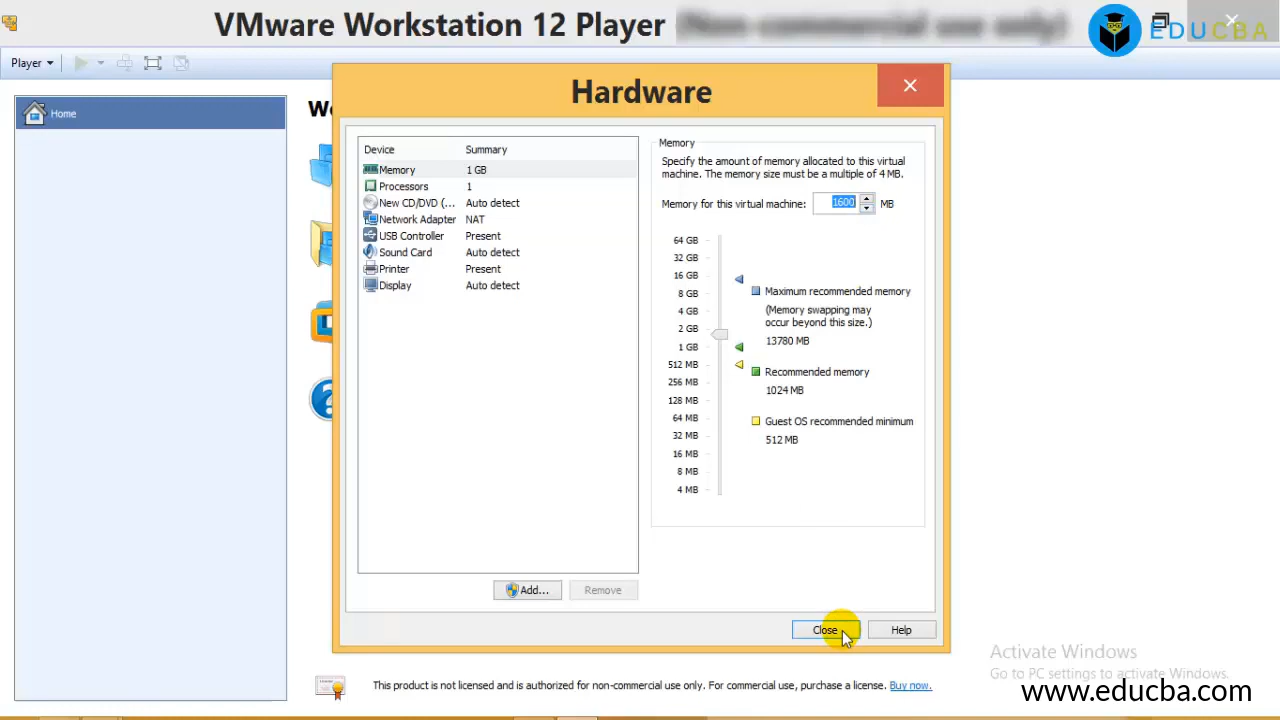 VMware Workstation 12 Player (Non-commercial use only)
EDUCBA
Player
Home
We
Hardware
Device Summary
Memory 1 GB
Processors 1
New CD/DVD (... Auto detect
Network Adapter NAT
USB Controller Present
Sound Card Auto detect
Printer Present
Display Auto detect
Add...
Remove
Memory
Specify the amount of memory allocated to this virtual
machine. The memory size must be a multiple of 4 MB.
Memory for this virtual machine: 1600 MB
64 GB
32 GB
16 GB
8 GB
4 GB
2 GB
1 GB
512 MB
256 MB
128 MB
64 MB
32 MB
16 MB
8 MB
4 MB
Maximum recommended memory
(Memory swapping may
occur beyond this size.)
13780 MB
Recommended memory
1024 MB
Guest OS recommended minimum
512 MB
Close
Help
This product is not licensed and is authorized for non-commercial use only. For commercial use, purchase a license. Buy now.
Activate Windows
Go to PC settings to activate Windows.
www.educba.com